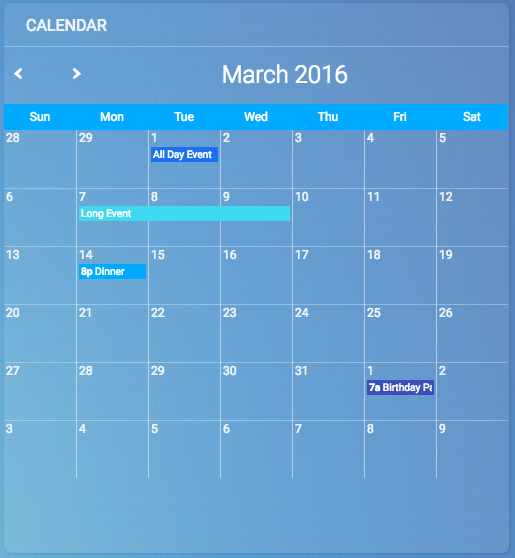 CALENDAR
March 2016
Sun Mon Tue Wed Thu Fri Sat
28 29 1 2 3 4 5
All Day Event
6 7 8 9 10 11 12
Long Event
13 14 15 16 17 18 19
8p Dinner
20 21 22 23 24 25 26
27 28 29 30 31 1 2
7a Birthday Pa
3 4 5 6 7 8 9